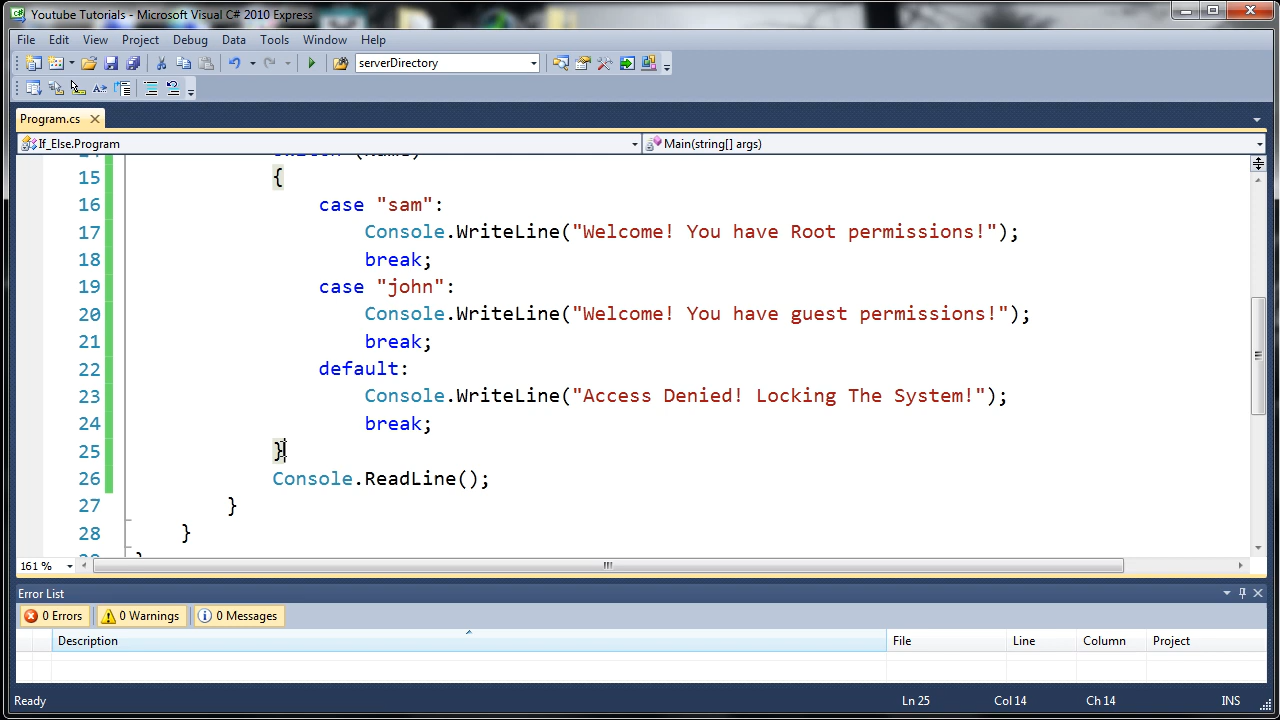 Youtube Tutorials - Microsoft Visual C# 2010 Express
File Edit View Project Debug Data Tools Window Help
serverDirectory
Program.cs
If_Else.Program Main(string[] args)
15 {
16 case "sam":
17 Console.WriteLine("Welcome! You have Root permissions!");
18 break;
19 case "john":
20 Console.WriteLine("Welcome! You have guest permissions!");
21 break;
22 default:
23 Console.WriteLine("Access Denied! Locking The System!");
24 break;
25 }
26 Console.ReadLine();
27 }
28 }
161 %
Error List
0 Errors 0 Warnings 0 Messages
Description File Line Column Project
Ready Ln 25 Col 14 Ch 14 INS